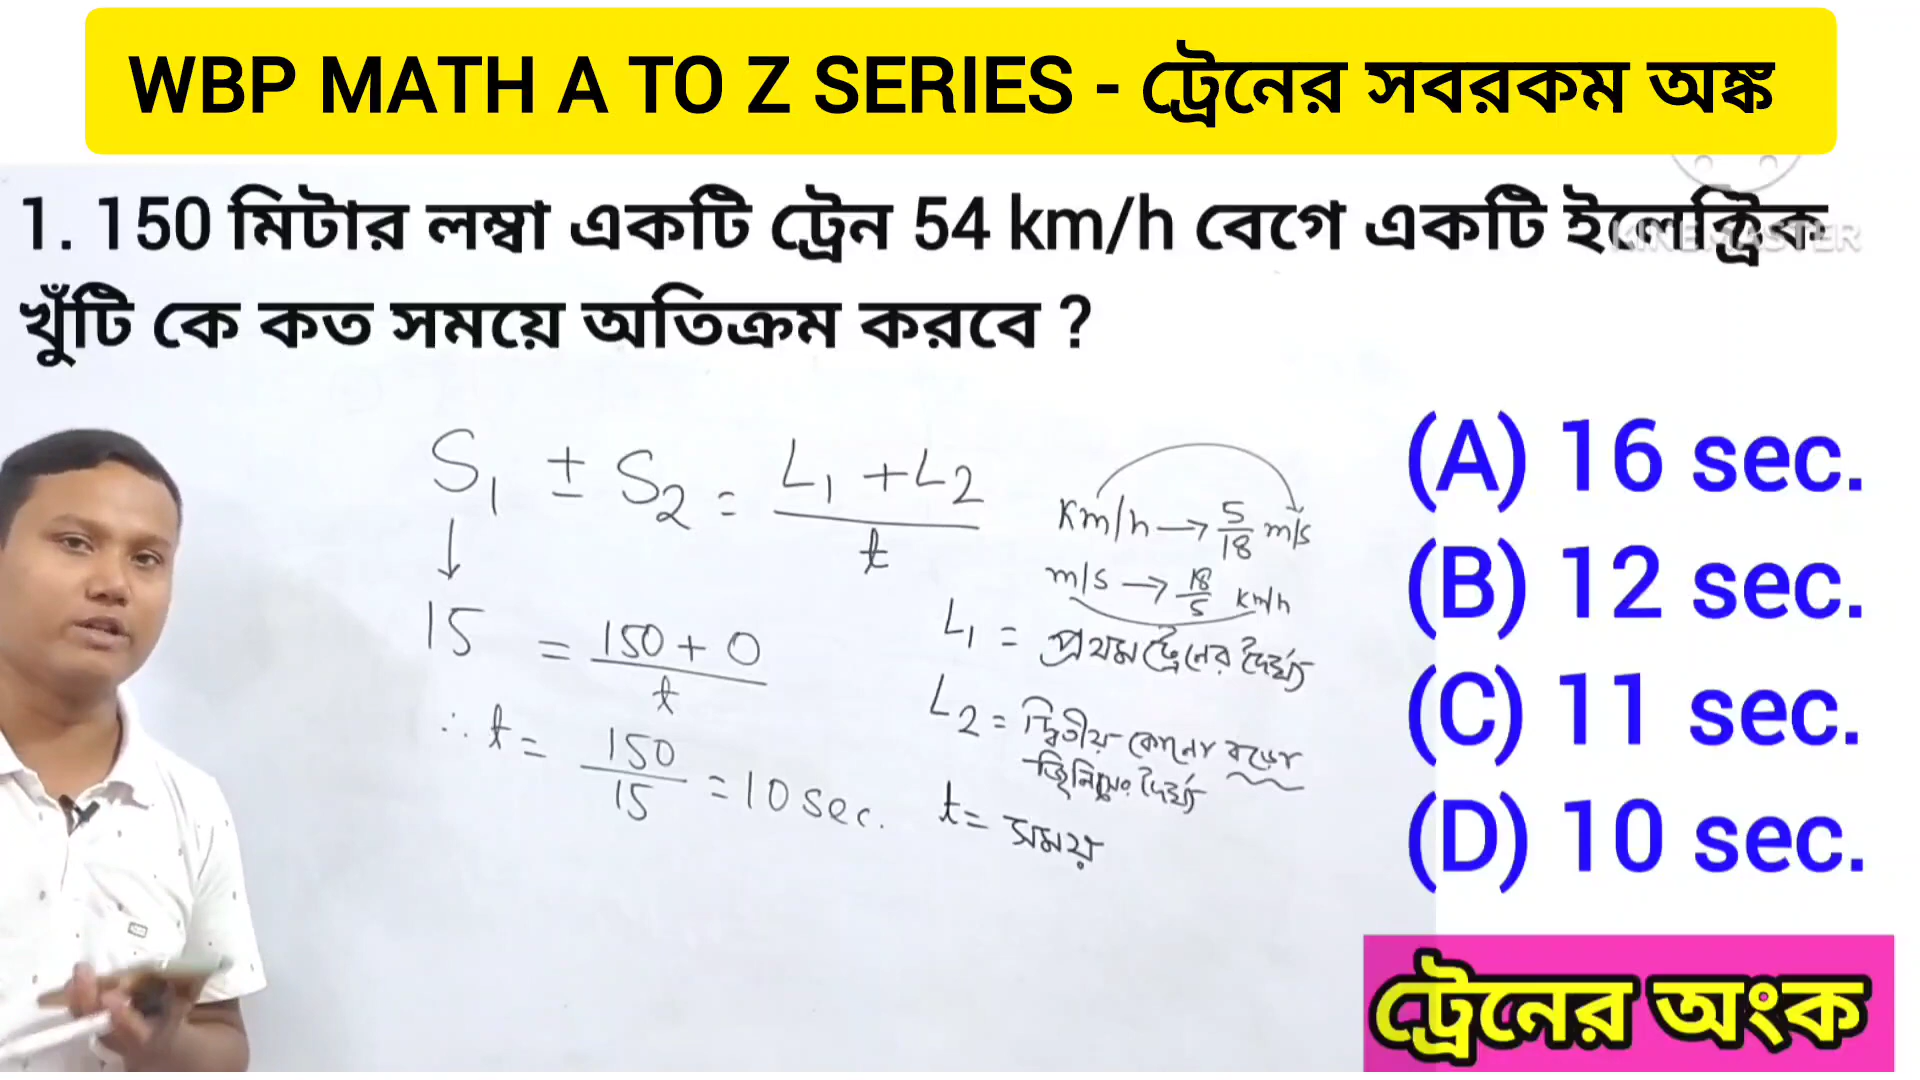 WBP MATH A TO Z SERIES - ট্রেনের সবরকম অঙ্ক
1. 150 মিটার লম্বা একটি ট্রেন 54 km/h বেগে একটি ইলেক্ট্রিক
KINEMASTER
খুঁটি কে কত সময়ে অতিক্রম করবে ?
S₁ ± S₂ = (L₁ + L₂)/t
↓
15 = (150 + 0)/t
∴ t = 150/15 = 10 sec.
Km/h → 5/18 m/s
m/s → 18/5 km/h
L₁ = প্রথম ট্রেনের দৈর্ঘ্য
L₂ = দ্বিতীয় কোনো বড়ো
জিনিসের দৈর্ঘ্য
t = সময়
(A) 16 sec.
(B) 12 sec.
(C) 11 sec.
(D) 10 sec.
ট্রেনের অংক